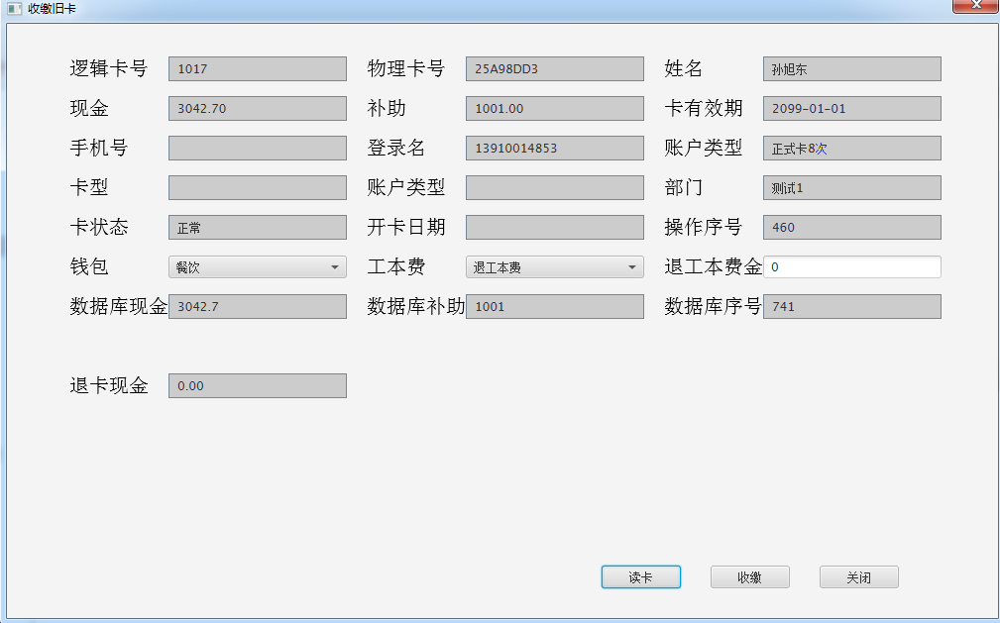 收缴旧卡
逻辑卡号 1017 物理卡号 25A98DD3 姓名 孙旭东
现金 3042.70 补助 1001.00 卡有效期 2099-01-01
手机号 登录名 13910014853 账户类型 正式卡8次
卡型 账户类型 部门 测试1
卡状态 正常 开卡日期 操作序号 460
钱包 餐饮 工本费 退工本费 退工本费金 0
数据库现金 3042.7 数据库补助 1001 数据库序号 741
退卡现金 0.00
读卡 收缴 关闭